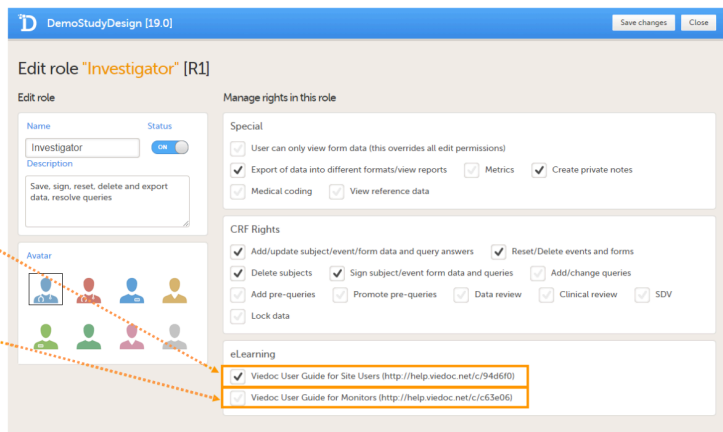 DemoStudyDesign [19.0]
Save changes
Close
Edit role "Investigator" [R1]
Edit role
Manage rights in this role
Name
Status
Investigator
ON
Description
Save, sign, reset, delete and export
data, resolve queries
Avatar
Special
User can only view form data (this overrides all edit permissions)
Export of data into different formats/view reports
Metrics
Create private notes
Medical coding
View reference data
CRF Rights
Add/update subject/event/form data and query answers
Reset/Delete events and forms
Delete subjects
Sign subject/event form data and queries
Add/change queries
Add pre-queries
Promote pre-queries
Data review
Clinical review
SDV
Lock data
eLearning
Viedoc User Guide for Site Users (http://help.viedoc.net/c/94d6f0)
Viedoc User Guide for Monitors (http://help.viedoc.net/c/c63e06)